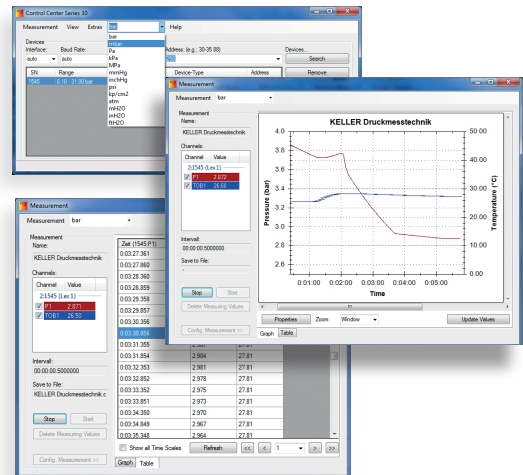 Control Center Series 30
Measurement View Extras bar Help
bar
mbar
Pa
kPa
MPa
mmHg
inchHg
psi
kp/cm2
atm
mH2O
inH2O
ftH2O
Devices
Interface: Baud Rate: Address: (e.g.: 30-35 88) Devices...
auto auto 250 Search
SN Range Device-Type Address Remove
1545 0.10 - 31.00 bar
Measurement
Measurement bar
Measurement
Name:
KELLER Druckmesstechnik
Channels:
Channel Value
2:1545 (Lex1)
P1 2.872
TOB1 26.50
Intervall:
00:00:00.5000000
Save to File:
-
Stop Start
Delete Measuring Values
Config. Measurement >>
KELLER Druckmesstechnik
Pressure (bar)
4.0
3.8
3.6
3.4
3.2
3.0
2.8
2.6
50.00
40.00
30.00
20.00
10.00
0.00
Temperature (°C)
0:01:00 0:02:00 0:03:00 0:04:00 0:05:00
Time
Properties Zoom: Window Update Values
Graph Table
Measurement
Measurement bar
Measurement
Name:
KELLER Druckmesstechnik
Channels:
Channel Value
2:1545 (Lex1)
P1 2.871
TOB1 26.50
Intervall:
00:00:00.5000000
Save to File:
KELLER Druckmesstechnik.c
Stop Start
Delete Measuring Values
Config. Measurement >>
Zeit (1545 P1)
0:03:27.361
0:03:27.860
0:03:28.360
0:03:28.859
0:03:29.358
0:03:29.857
0:03:30.356
0:03:30.856
0:03:31.355 2.987 27.81
0:03:31.854 2.984 27.81
0:03:32.353 2.981 27.81
0:03:32.852 2.978 27.81
0:03:33.352 2.975 27.81
0:03:33.851 2.973 27.81
0:03:34.350 2.970 27.81
0:03:34.849 2.967 27.81
0:03:35.348 2.964 27.81
Show all Time Scales Refresh << < 1 > >>
Graph Table